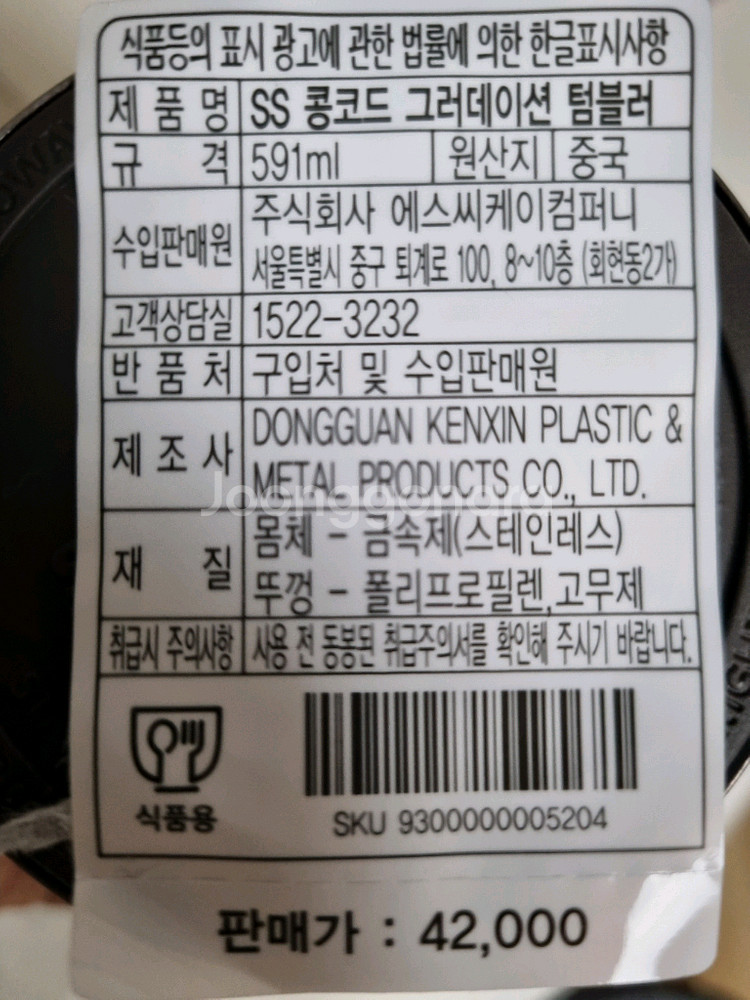 식품등의 표시 광고에 관한 법률에 의한 한글표시사항
제 품 명 SS 콩코드 그러데이션 텀블러
규 격 591ml 원산지 중국
수입판매원 주식회사 에스씨케이컴퍼니
서울특별시 중구 퇴계로 100, 8~10층 (회현동2가)
고객상담실 1522-3232
반 품 처 구입처 및 수입판매원
제 조 사 DONGGUAN KENXIN PLASTIC &
METAL PRODUCTS CO., LTD.
Joonggonara
재 질 몸체 - 금속제(스테인레스)
뚜껑 - 폴리프로필렌,고무제
취급시 주의사항 사용 전 동봉된 취급주의서를 확인해 주시기 바랍니다.
식품용
SKU 9300000005204
판매가 : 42,000